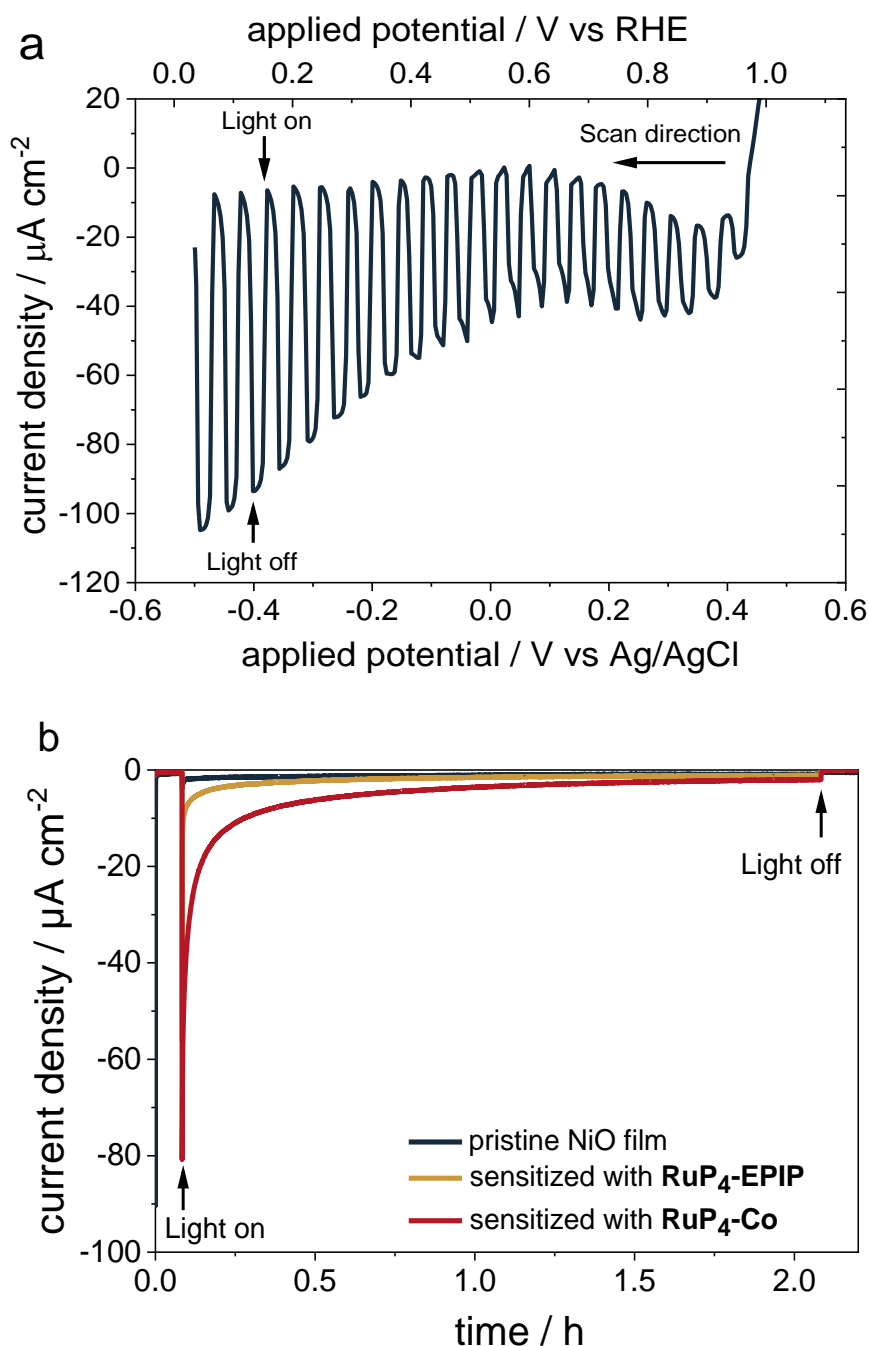 a
applied potential / V vs RHE
0.0 0.2 0.4 0.6 0.8 1.0
20
0
-20
-40
-60
-80
-100
-120
current density / μA cm⁻²
Light on
Scan direction
Light off
-0.6 -0.4 -0.2 0.0 0.2 0.4 0.6
applied potential / V vs Ag/AgCl
b
0
-20
-40
-60
-80
-100
current density / μA cm⁻²
Light off
pristine NiO film
sensitized with RuP₄-EPIP
sensitized with RuP₄-Co
Light on
0.0 0.5 1.0 1.5 2.0
time / h